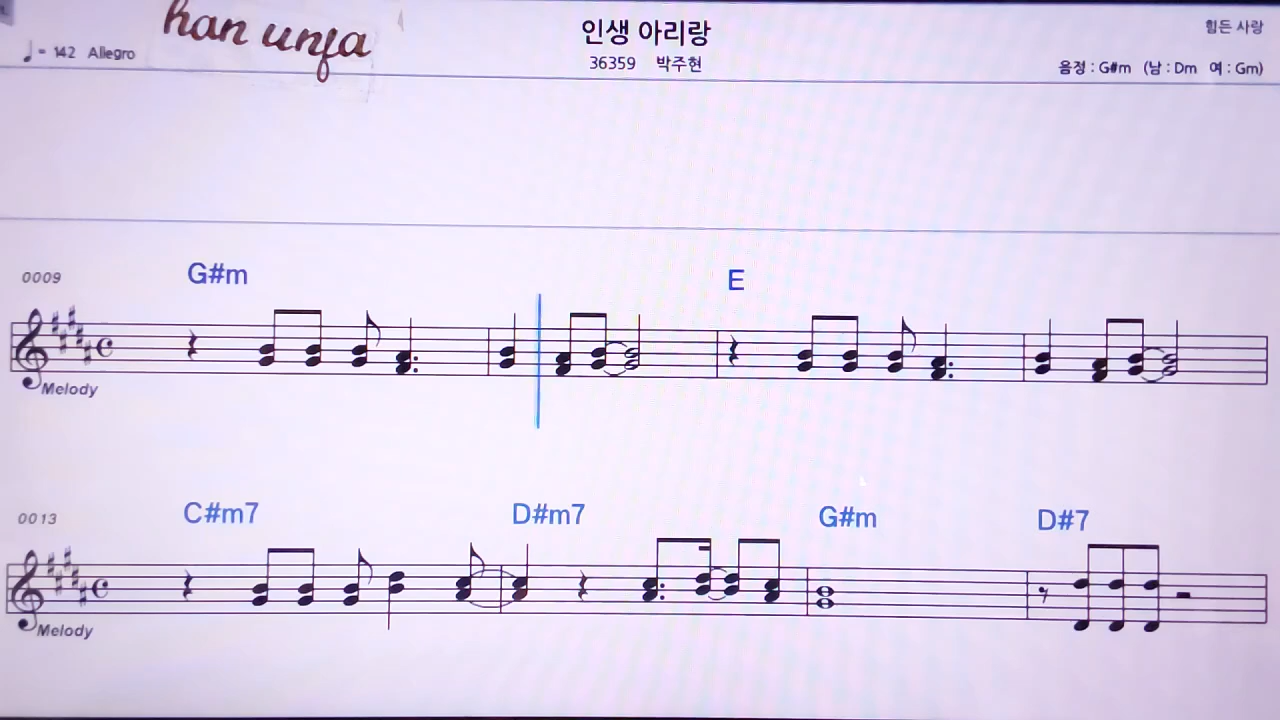 han unja
인생 아리랑
힘든 사랑
♩ = 142 Allegro
36359 박주현
음정 : G#m (남 : Dm 여 : Gm)
0009 G#m E
Melody
0013 C#m7 D#m7 G#m D#7
Melody